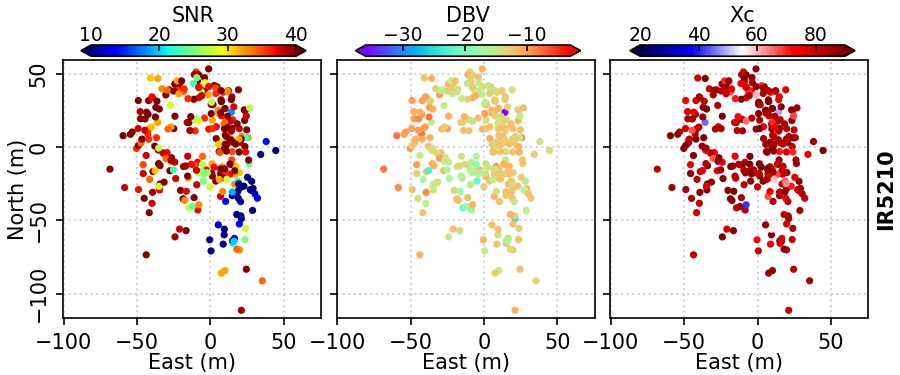 SNR DBV Xc
10 20 30 40 −30 −20 −10 20 40 60 80
50
0
−50
−100
North (m)
−100 −50 0 50 −100 −50 0 50 −100 −50 0 50
East (m) East (m) East (m)
IR5210